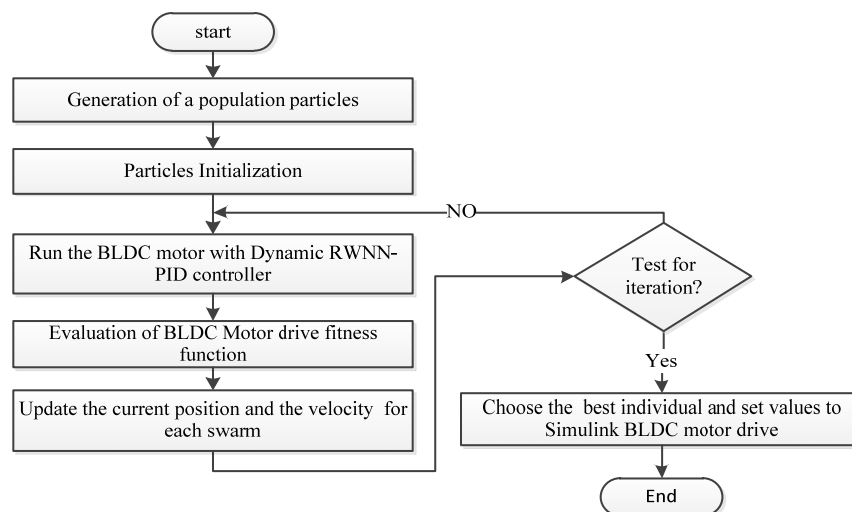 start
Generation of a population particles
Particles Initialization
NO
Run the BLDC motor with Dynamic RWNN-
PID controller
Test for
iteration?
Evaluation of BLDC Motor drive fitness
function
Yes
Update the current position and the velocity for
each swarm
Choose the best individual and set values to
Simulink BLDC motor drive
End